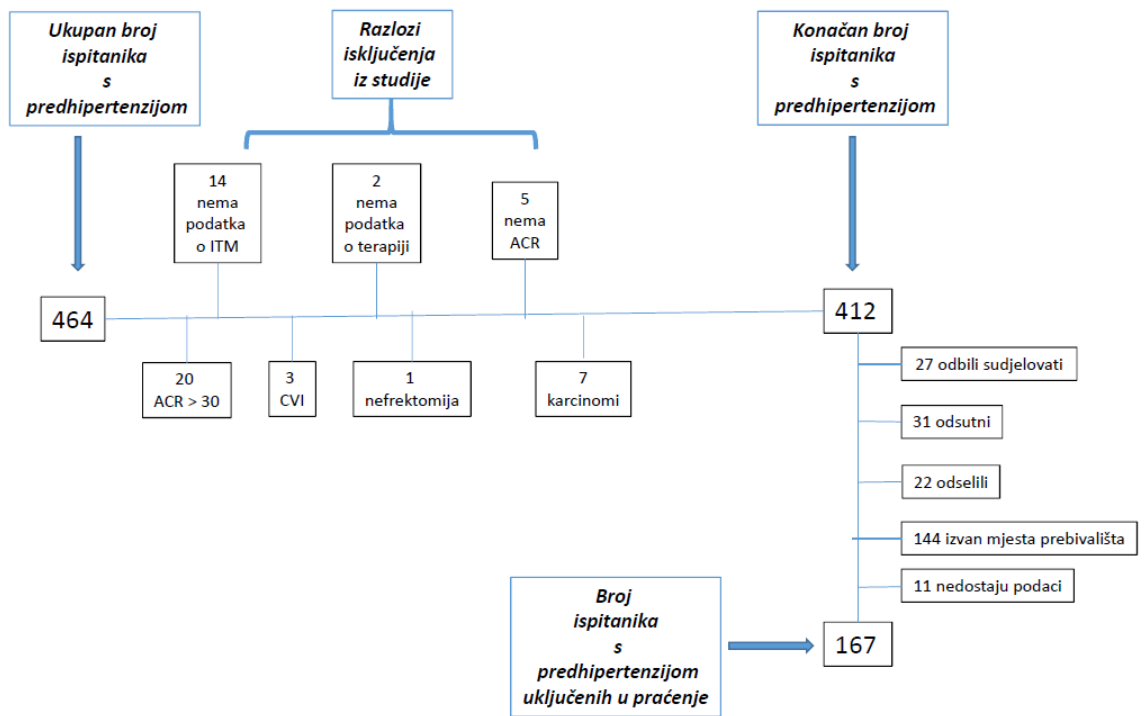 Ukupan broj
ispitanika
s
predhipertenzijom
Razlozi
isključenja
iz studije
Konačan broj
ispitanika
s
predhipertenzijom
14
nema
podatka
o ITM
2
nema
podatka
o terapiji
5
nema
ACR
464
412
20
ACR > 30
3
CVI
1
nefrektomija
7
karcinomi
27 odbili sudjelovati
31 odsutni
22 odselili
144 izvan mjesta prebivališta
11 nedostaju podaci
Broj
ispitanika
s
predhipertenzijom
uključenih u praćenje
167